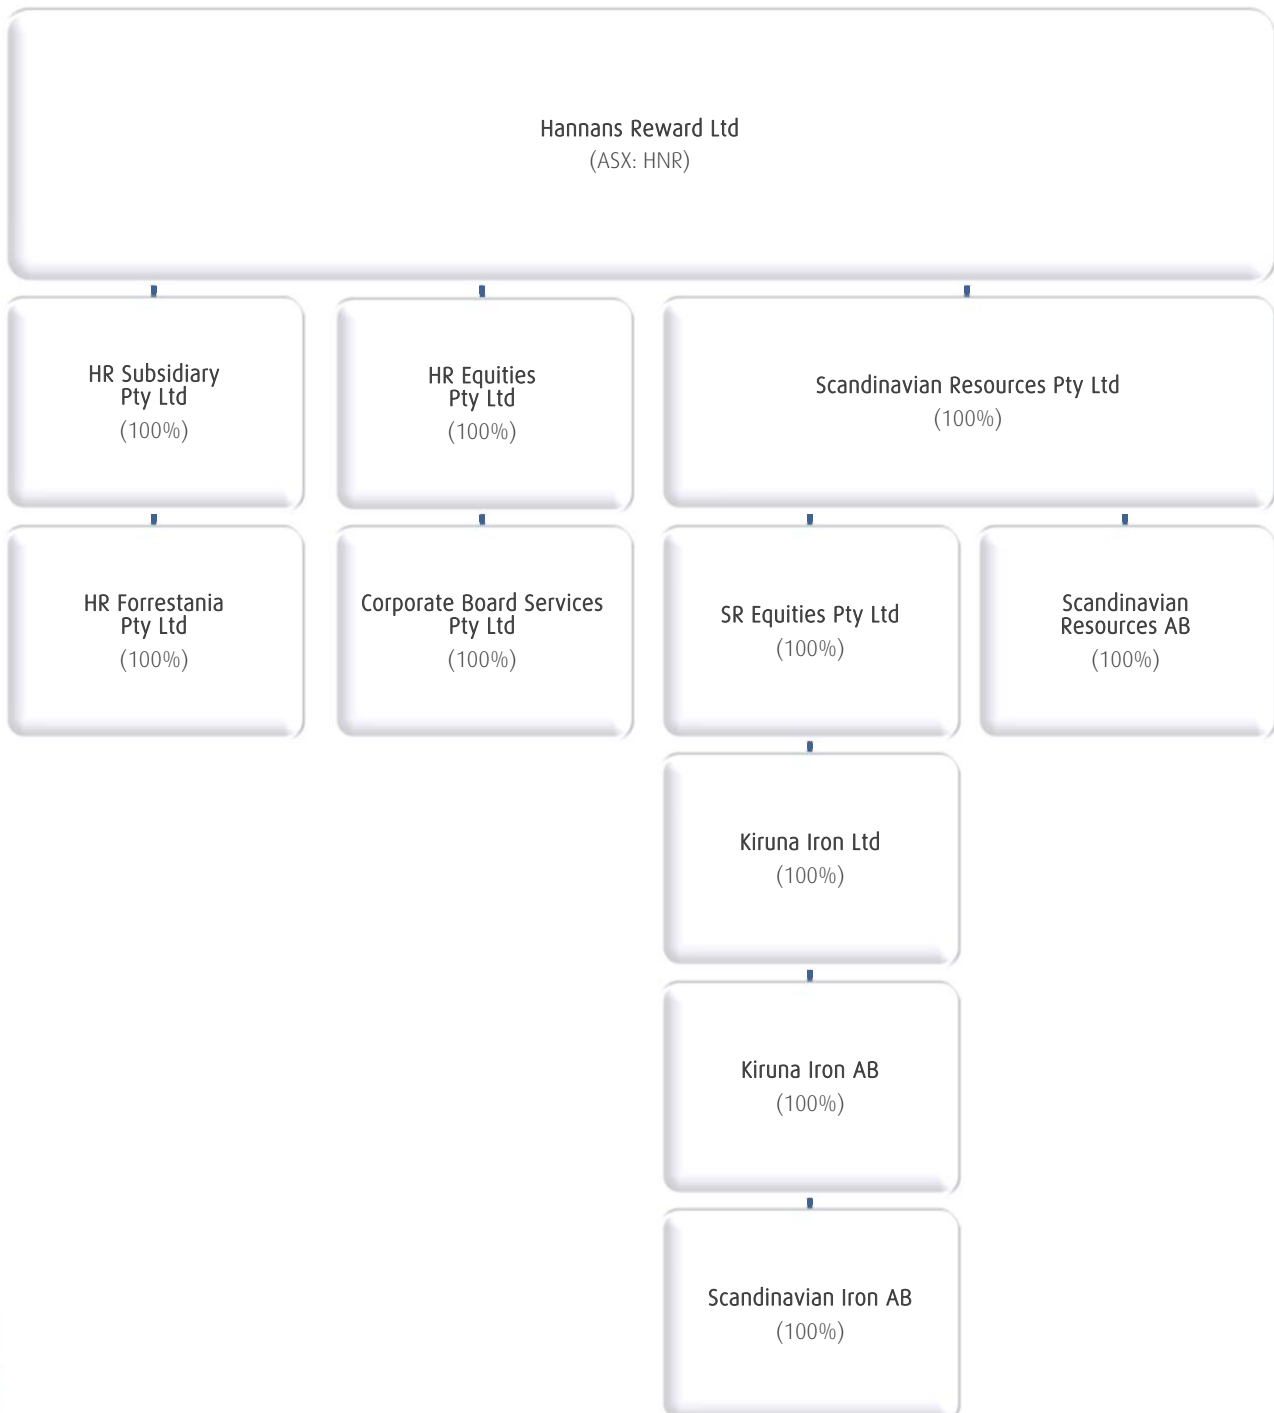 Hannans Reward Ltd
(ASX: HNR)
HR Subsidiary
Pty Ltd
(100%)
HR Equities
Pty Ltd
(100%)
Scandinavian Resources Pty Ltd
(100%)
HR Forrestania
Pty Ltd
(100%)
Corporate Board Services
Pty Ltd
(100%)
SR Equities Pty Ltd
(100%)
Scandinavian
Resources AB
(100%)
Kiruna Iron Ltd
(100%)
Kiruna Iron AB
(100%)
Scandinavian Iron AB
(100%)